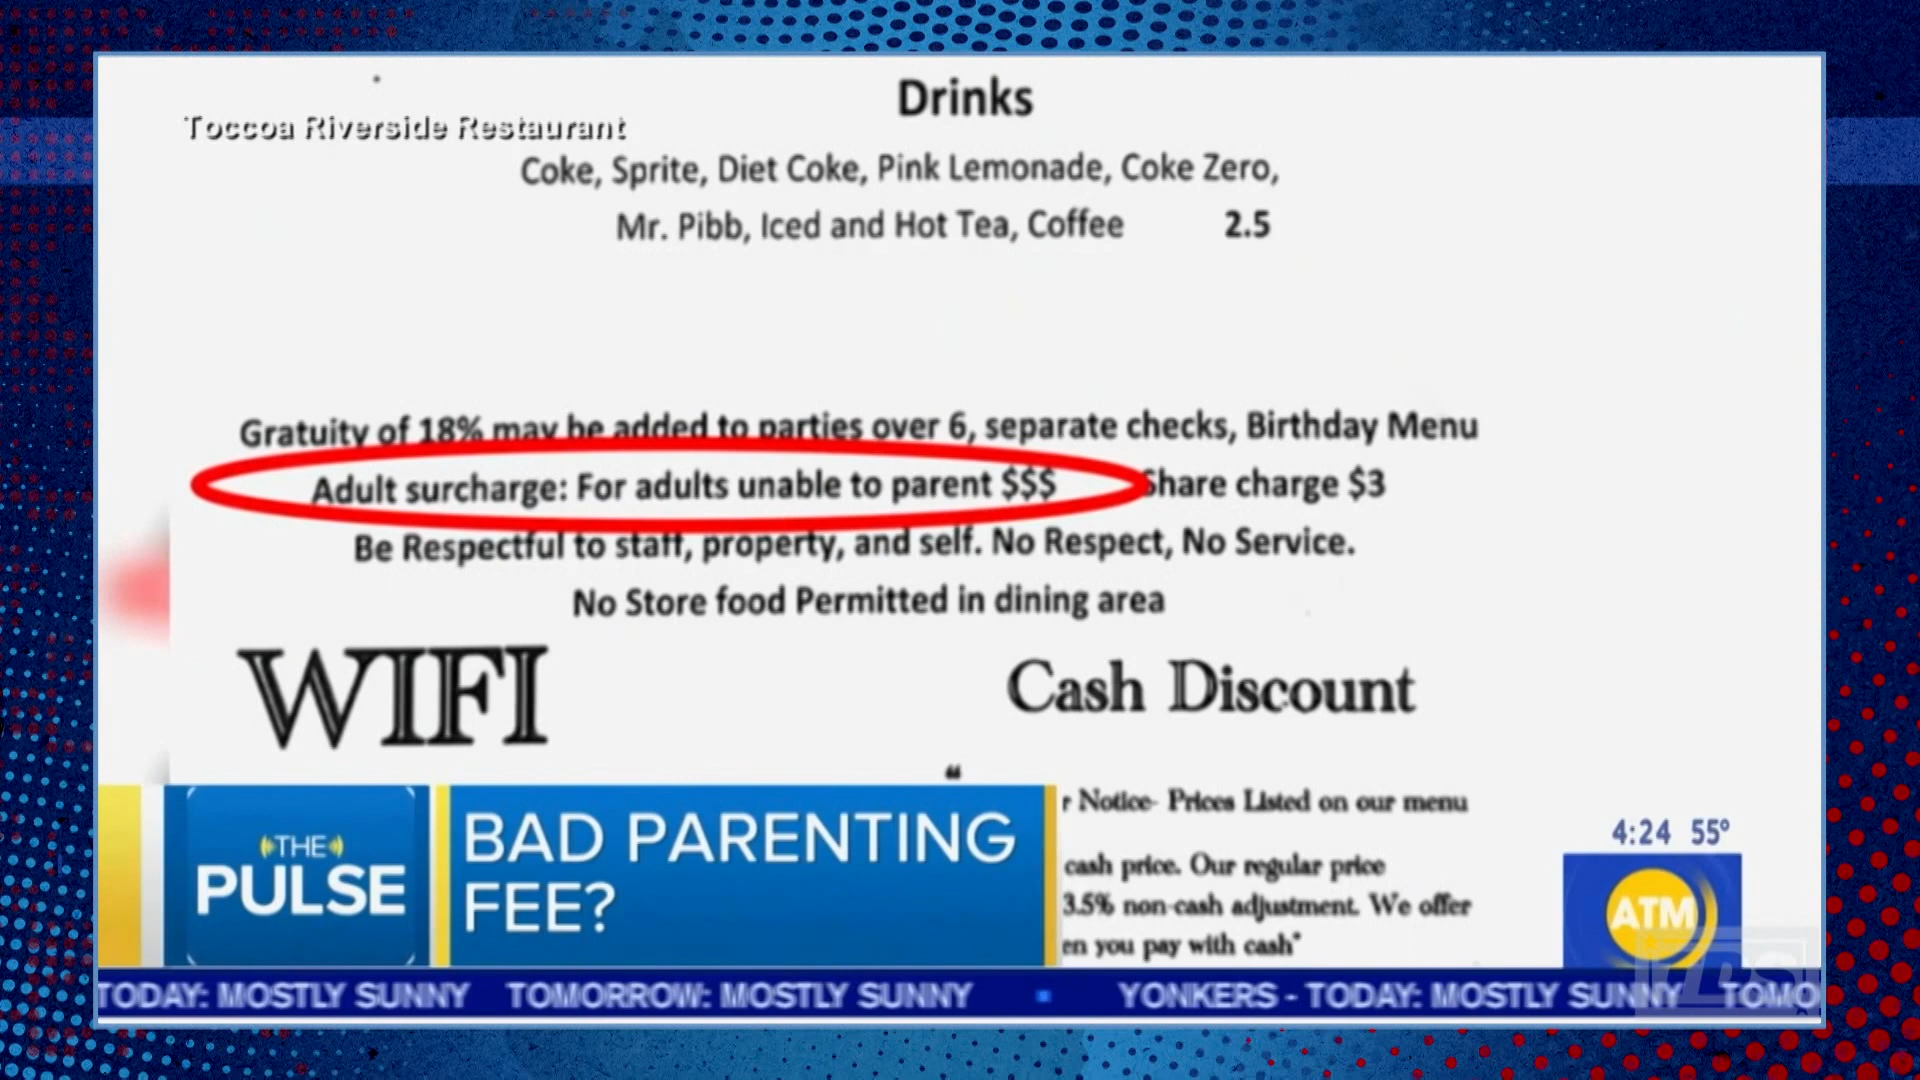 Drinks
Toccoa Riverside Restaurant
Coke, Sprite, Diet Coke, Pink Lemonade, Coke Zero,
Mr. Pibb, Iced and Hot Tea, Coffee 2.5
Gratuity of 18% may be added to parties over 6, separate checks, Birthday Menu
Adult surcharge: For adults unable to parent $$$ Share charge $3
Be Respectful to staff, property, and self. No Respect, No Service.
No Store food Permitted in dining area
WIFI
Cash Discount
“
r Notice- Prices Listed on our menu
cash price. Our regular price
3.5% non-cash adjustment. We offer
en you pay with cash"
THE
PULSE
BAD PARENTING
FEE?
4:24 55°
ATM
TODAY: MOSTLY SUNNY TOMORROW: MOSTLY SUNNY YONKERS - TODAY: MOSTLY SUNNY TOMO